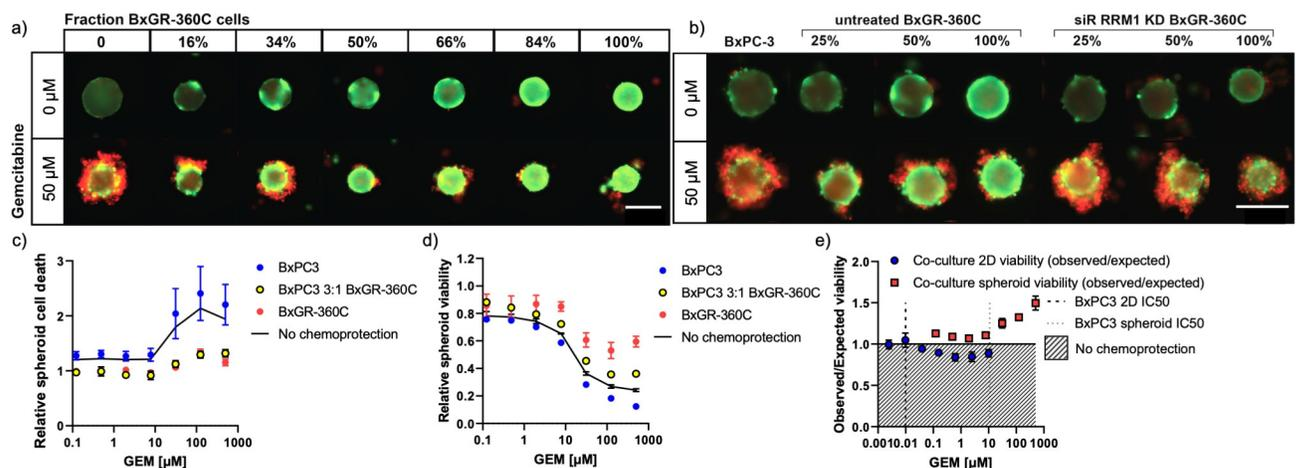 a)
Fraction BxGR-360C cells
0 16% 34% 50% 66% 84% 100%
Gemcitabine
0 µM
50 µM
b)
untreated BxGR-360C siR RRM1 KD BxGR-360C
BxPC-3 25% 50% 100% 25% 50% 100%
0 µM
50 µM
c)
Relative spheroid cell death
3
2
1
0
0.1 1 10 100 1000
GEM [µM]
BxPC3
BxPC3 3:1 BxGR-360C
BxGR-360C
No chemoprotection
d)
Relative spheroid viability
1.2
1.0
0.8
0.6
0.4
0.2
0.0
0.1 1 10 100 1000
GEM [µM]
BxPC3
BxPC3 3:1 BxGR-360C
BxGR-360C
No chemoprotection
e)
Observed/Expected viability
2.0
1.5
1.0
0.5
0.0
0.001 0.01 0.1 1 10 100 1000
GEM [µM]
Co-culture 2D viability (observed/expected)
Co-culture spheroid viability (observed/expected)
BxPC3 2D IC50
BxPC3 spheroid IC50
No chemoprotection